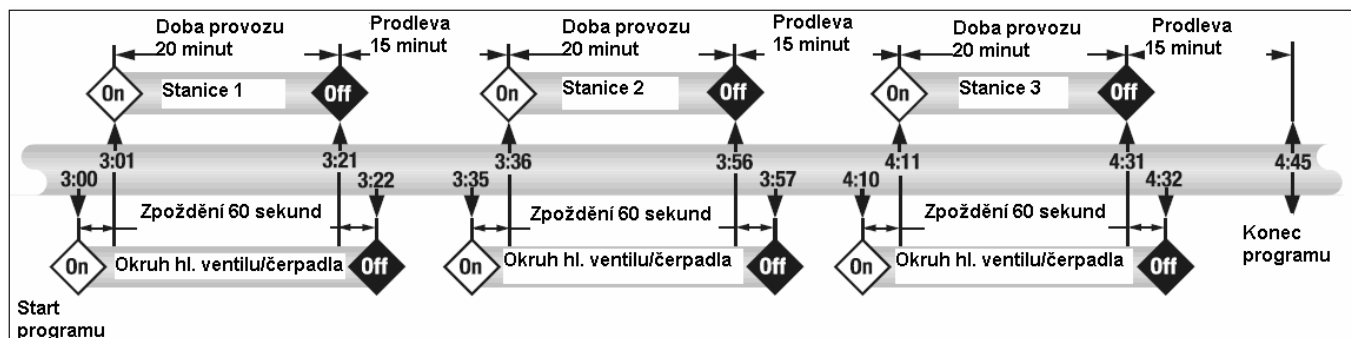 Doba provozu
20 minut
Prodleva
15 minut
Doba provozu
20 minut
Prodleva
15 minut
Doba provozu
20 minut
Prodleva
15 minut
On
Stanice 1
Off
On
Stanice 2
Off
On
Stanice 3
Off
3:01
3:21
3:36
3:56
4:11
4:31
4:45
3:00
3:22
3:35
3:57
4:10
4:32
Zpoždění 60 sekund
Zpoždění 60 sekund
Zpoždění 60 sekund
On
Okruh hl. ventilu/čerpadla
Off
On
Okruh hl. ventilu/čerpadla
Off
On
Okruh hl. ventilu/čerpadla
Off
Konec
programu
Start
programu